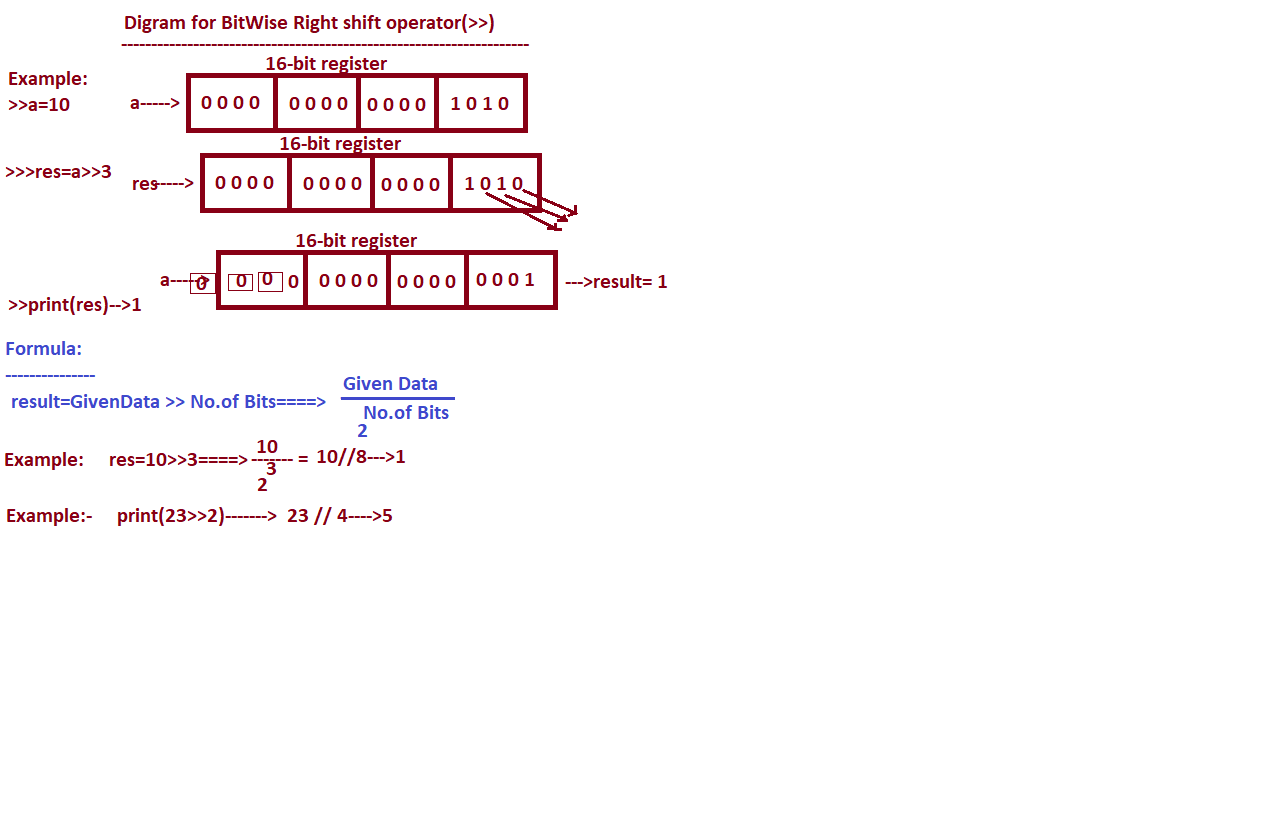 Digram for BitWise Right shift operator(>>)
--------------------------------------------------------------------
16-bit register
Example:
>>a=10
a-----> 0 0 0 0 0 0 0 0 0 0 0 0 1 0 1 0
16-bit register
>>>res=a>>3
res-----> 0 0 0 0 0 0 0 0 0 0 0 0 1 0 1 0
16-bit register
a-----> 0 0 0 0 0 0 0 0 0 0 0 0 0 0 0 1 --->result= 1
>>print(res)-->1
Formula:
---------------
Given Data
result=GivenData >> No.of Bits====>
No.of Bits
2
10
Example: res=10>>3====> ------- = 10//8--->1
3
2
Example:- print(23>>2)-------> 23 // 4---->5